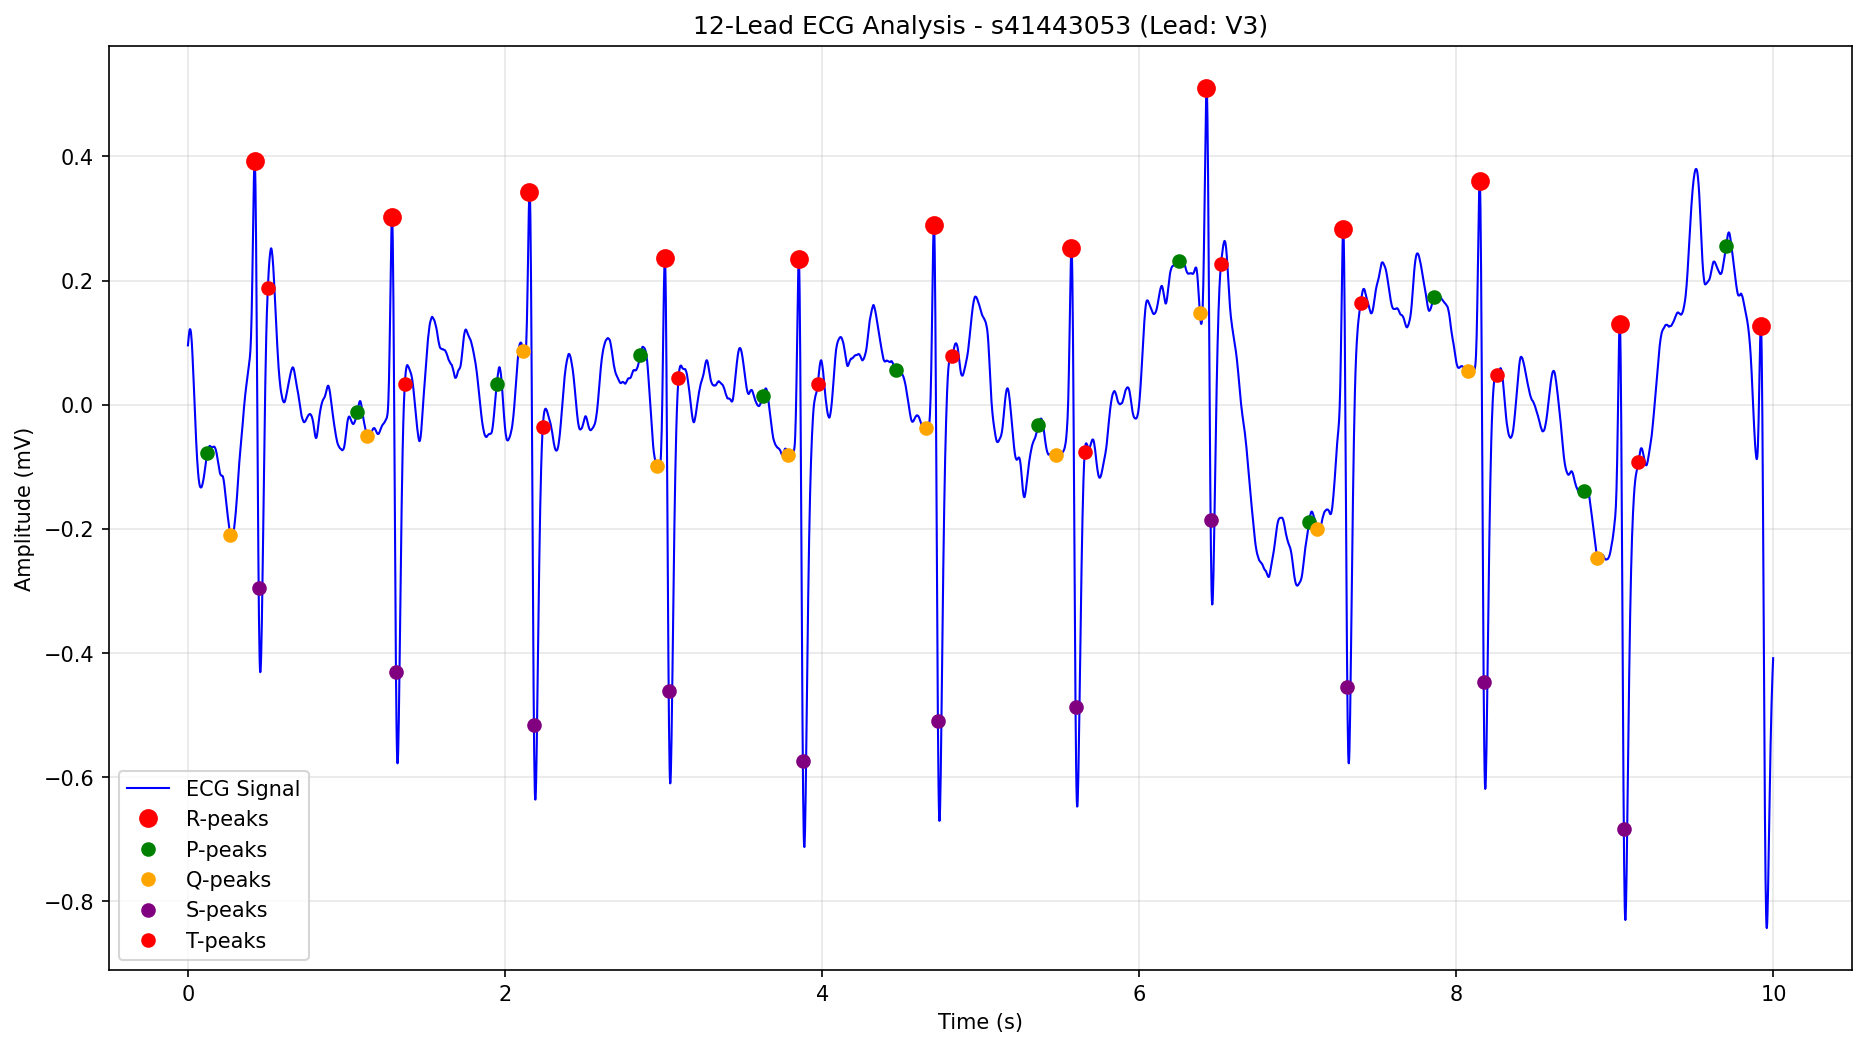 12-Lead ECG Analysis - s41443053 (Lead: V3)
Amplitude (mV)
0.4
0.2
0.0
−0.2
−0.4
−0.6
−0.8
ECG Signal
R-peaks
P-peaks
Q-peaks
S-peaks
T-peaks
0
2
4
6
8
10
Time (s)